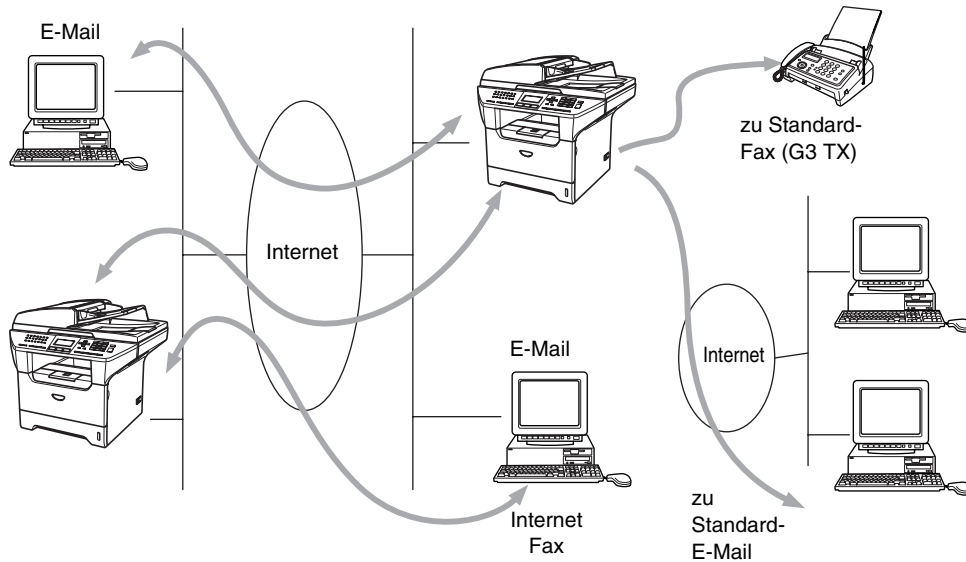 E-Mail
zu Standard-
Fax (G3 TX)
Internet
E-Mail
Internet
Internet
Fax
zu
Standard-
E-Mail